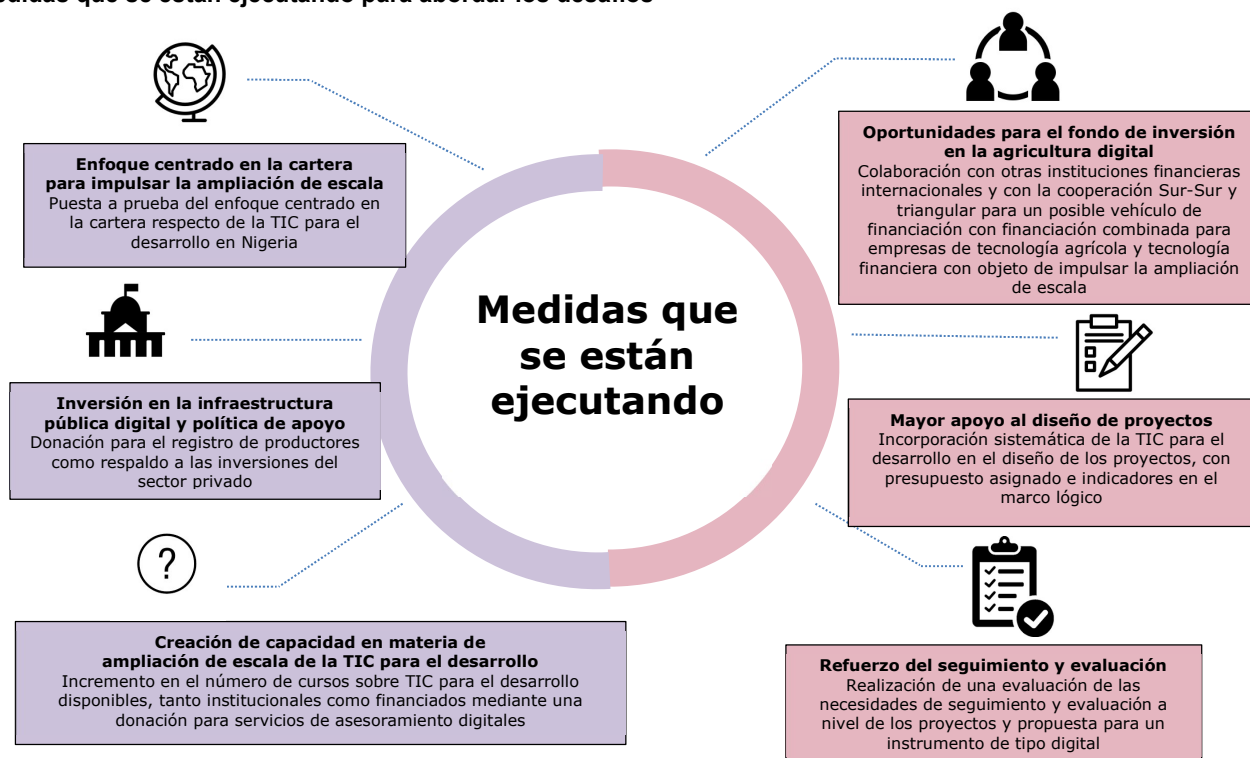 Medidas que se están ejecutando para abordar los desafíos
Enfoque centrado en la cartera
para impulsar la ampliación de escala
Puesta a prueba del enfoque centrado en
la cartera respecto de la TIC para el
desarrollo en Nigeria
Inversión en la infraestructura
pública digital y política de apoyo
Donación para el registro de productores
como respaldo a las inversiones del
sector privado
?
Creación de capacidad en materia de
ampliación de escala de la TIC para el desarrollo
Incremento en el número de cursos sobre TIC para el desarrollo
disponibles, tanto institucionales como financiados mediante una
donación para servicios de asesoramiento digitales
Medidas que
se están
ejecutando
Oportunidades para el fondo de inversión
en la agricultura digital
Colaboración con otras instituciones financieras
internacionales y con la cooperación Sur-Sur y
triangular para un posible vehículo de
financiación con financiación combinada para
empresas de tecnología agrícola y tecnología
financiera con objeto de impulsar la ampliación
de escala
Mayor apoyo al diseño de proyectos
Incorporación sistemática de la TIC para el
desarrollo en el diseño de los proyectos, con
presupuesto asignado e indicadores en el
marco lógico
Refuerzo del seguimiento y evaluación
Realización de una evaluación de las
necesidades de seguimiento y evaluación a
nivel de los proyectos y propuesta para un
instrumento de tipo digital